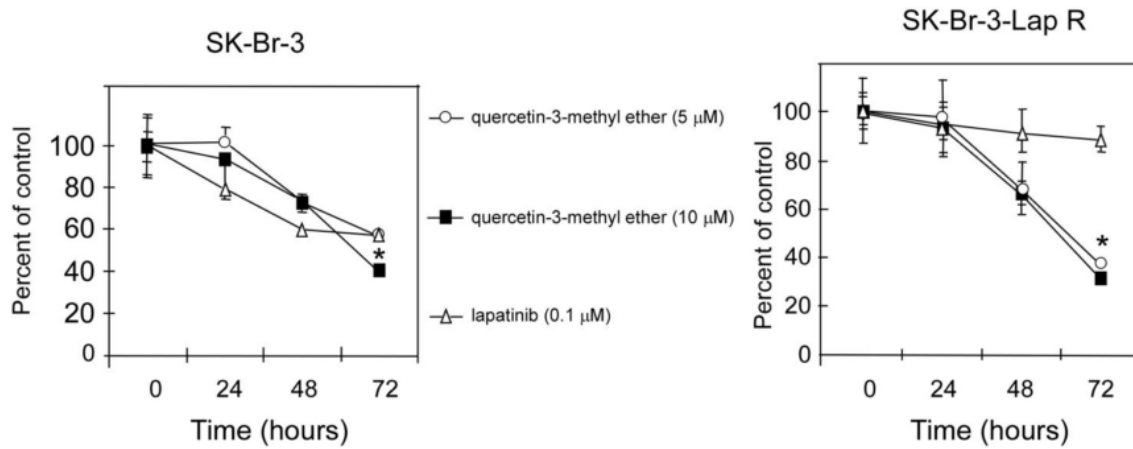 SK-Br-3
Percent of control
100
80
60
40
20
0
*
0 24 48 72
Time (hours)
quercetin-3-methyl ether (5 μM)
quercetin-3-methyl ether (10 μM)
lapatinib (0.1 μM)
SK-Br-3-Lap R
Percent of control
100
80
60
40
20
0
*
0 24 48 72
Time (hours)